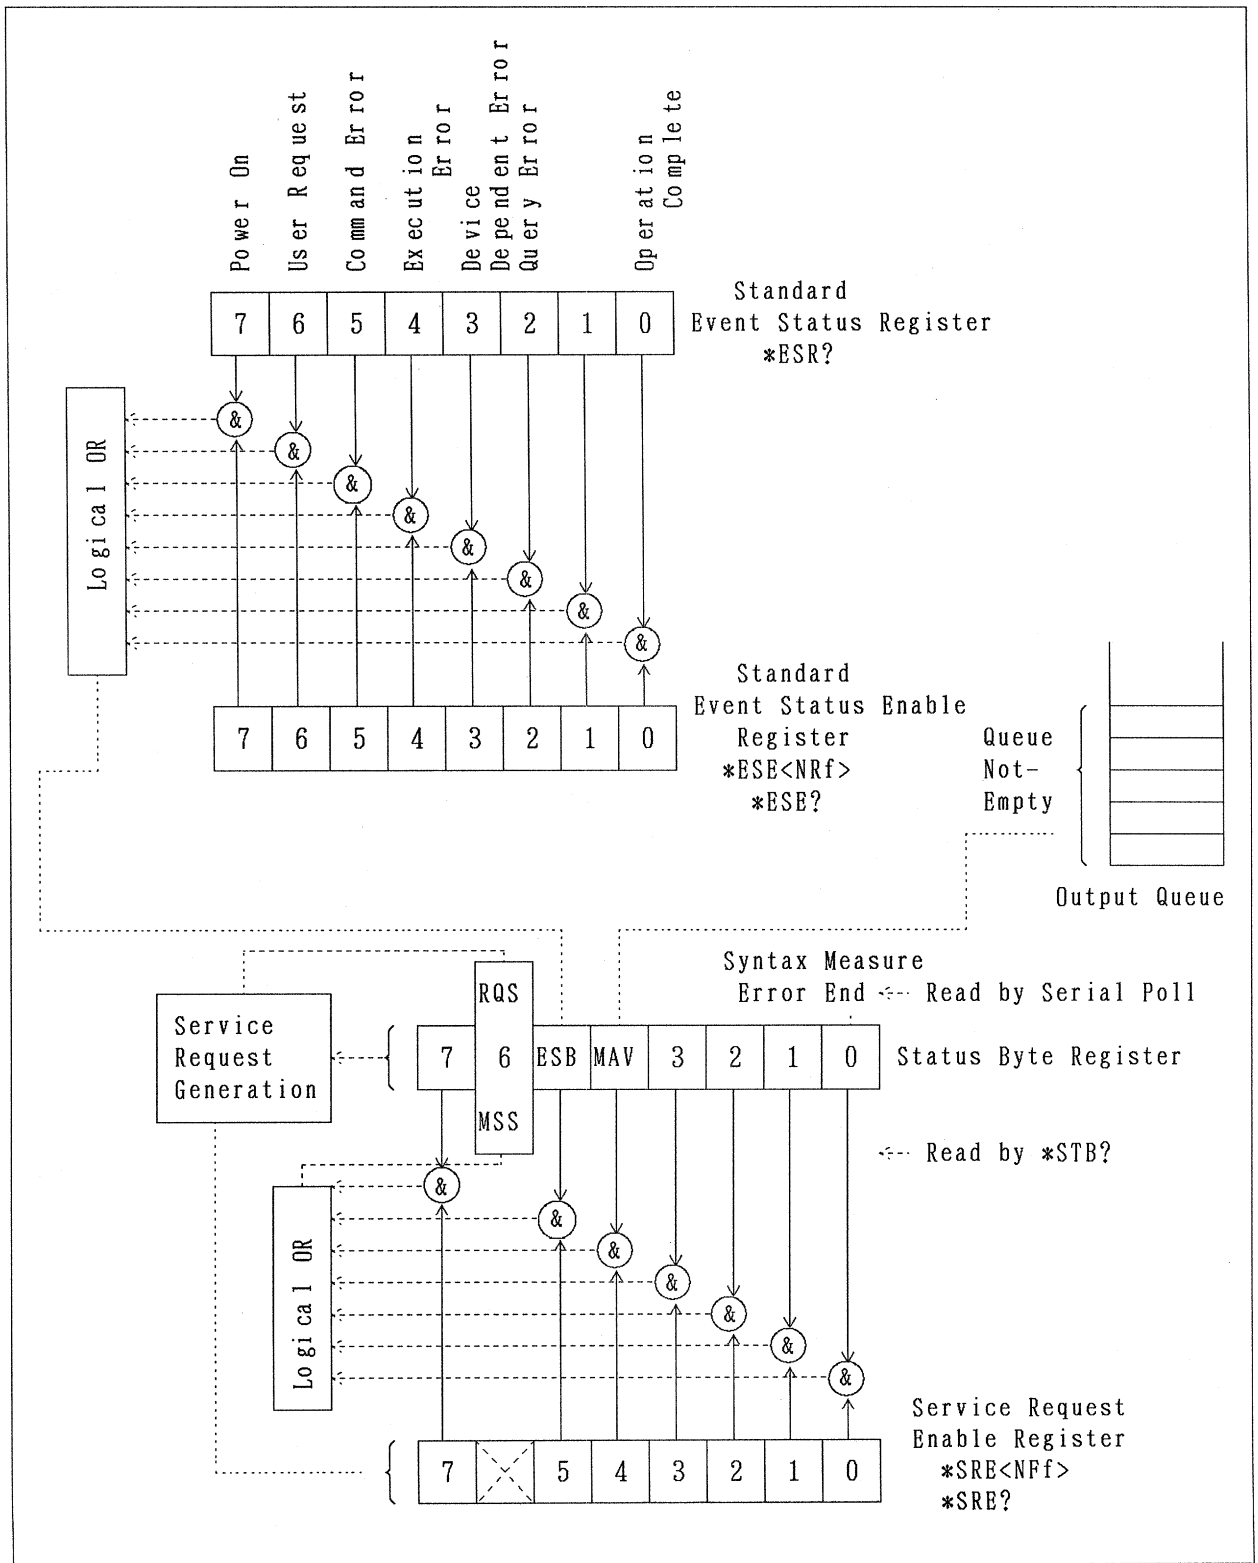 Power On
User Request
Command Error
Execution
Error
Device
Dependent Error
Query Error
Operation
Complete
7 6 5 4 3 2 1 0
Standard
Event Status Register
*ESR?
Logical OR
& & & & & & & &
Standard
Event Status Enable
Register
*ESE<NRf>
*ESE?
7 6 5 4 3 2 1 0
Queue
Not-
Empty
Output Queue
Syntax Measure
Error End
Read by Serial Poll
Service
Request
Generation
RQS
7 6 ESB MAV 3 2 1 0
MSS
Status Byte Register
Read by *STB?
Logical OR
& & & & & & &
7 5 4 3 2 1 0
Service Request
Enable Register
*SRE<NFf>
*SRE?